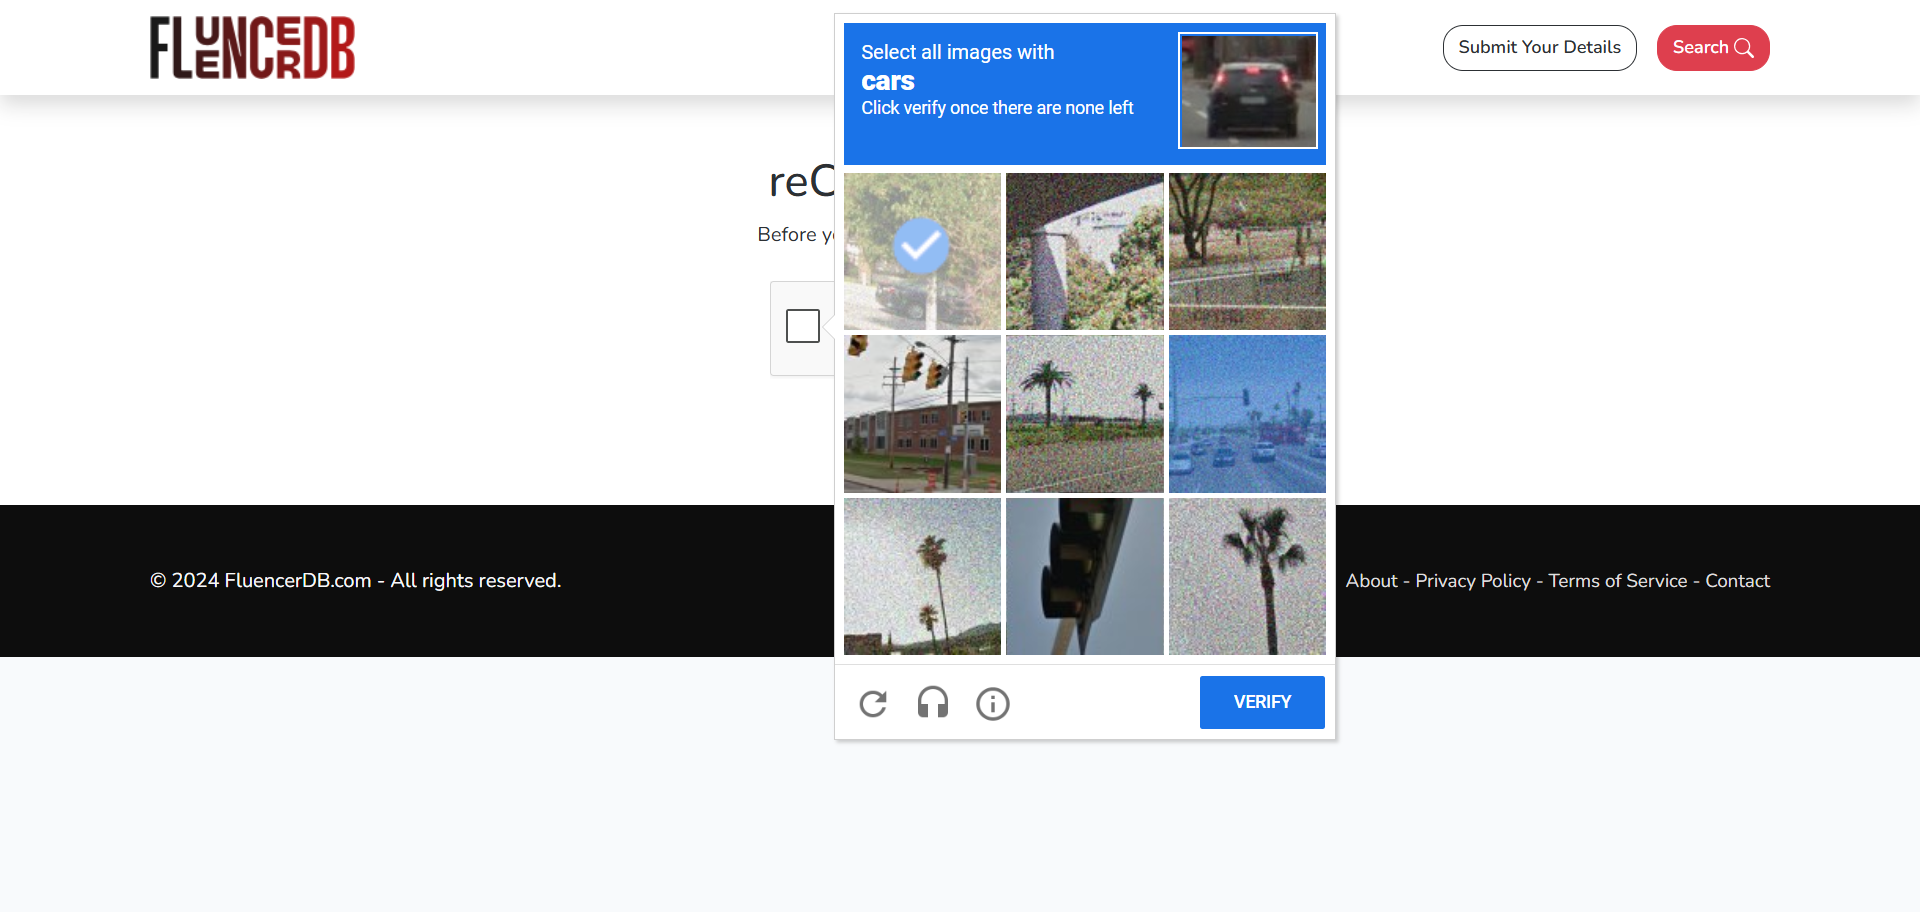 FLUENCERDB
Submit Your Details
Search
Select all images with
cars
Click verify once there are none left
reC
Before y
VERIFY
© 2024 FluencerDB.com - All rights reserved.
About - Privacy Policy - Terms of Service - Contact